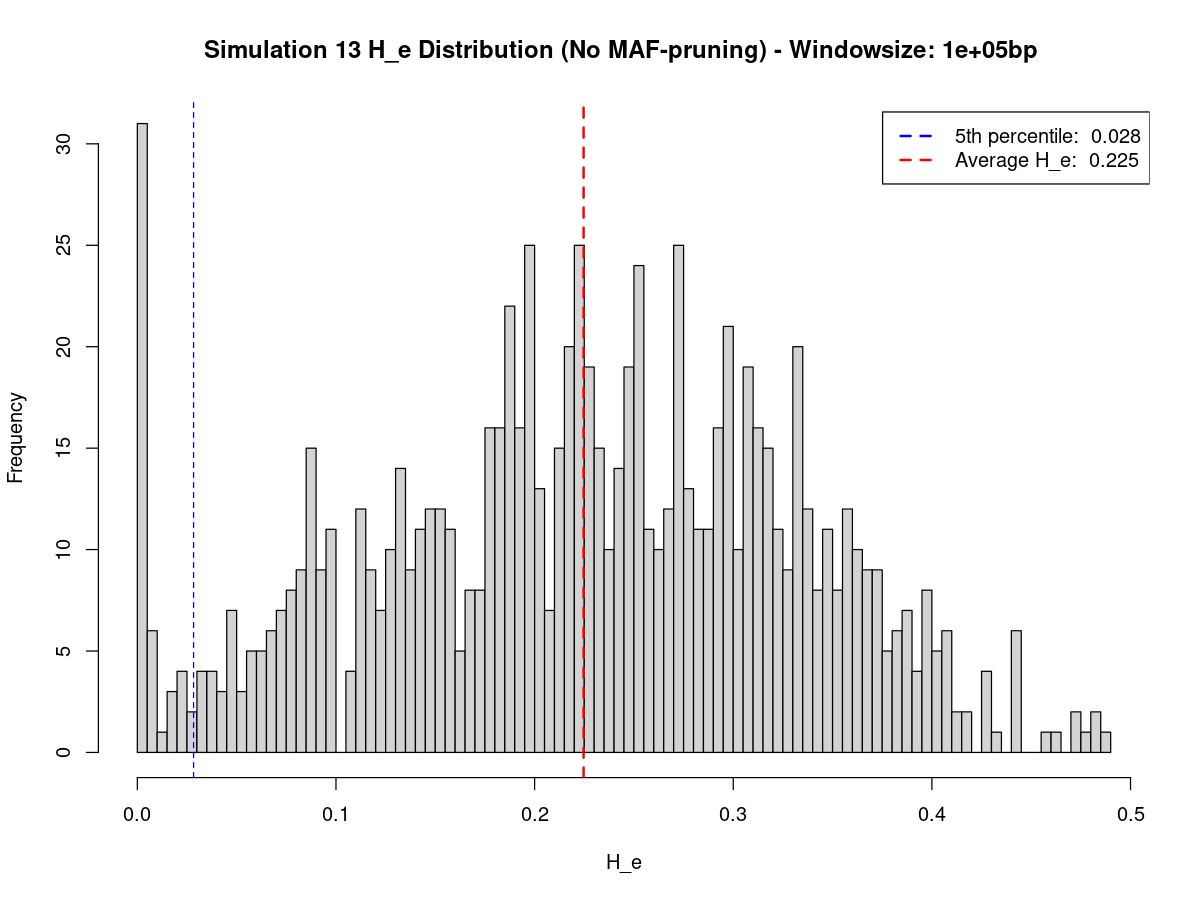 Simulation 13 H_e Distribution (No MAF-pruning) - Windowsize: 1e+05bp
5th percentile:  0.028
Average H_e:  0.225
Frequency
30
25
20
15
10
5
0
0.0 0.1 0.2 0.3 0.4 0.5
H_e